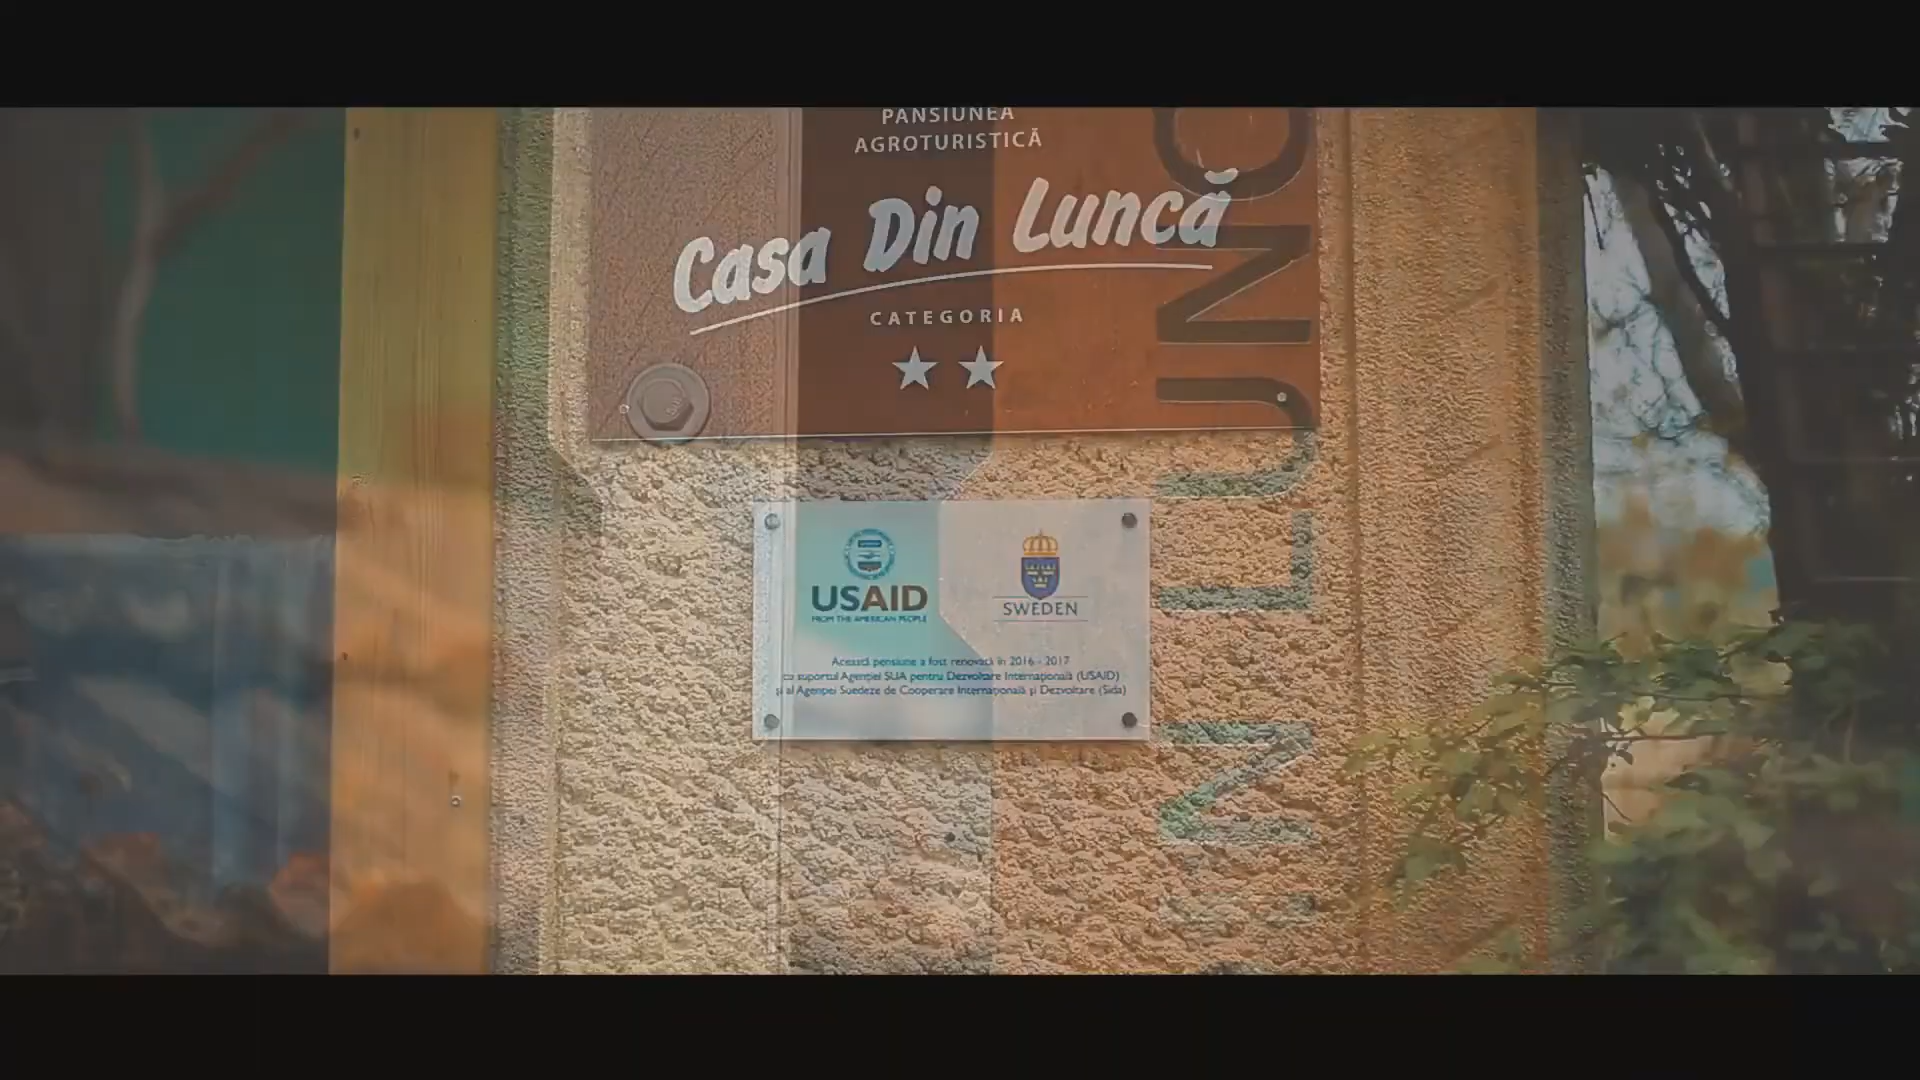 PANSIUNEA
AGROTURISTICĂ
Casa Din Luncă
CATEGORIA
USAID
FROM THE AMERICAN PEOPLE
SWEDEN
Această pensiune a fost renovată în 2016 - 2017
cu suportul Agenției SUA pentru Dezvoltare Internațională (USAID)
și al Agenției Suedeze de Cooperare Internațională și Dezvoltare (Sida)
N LUNC